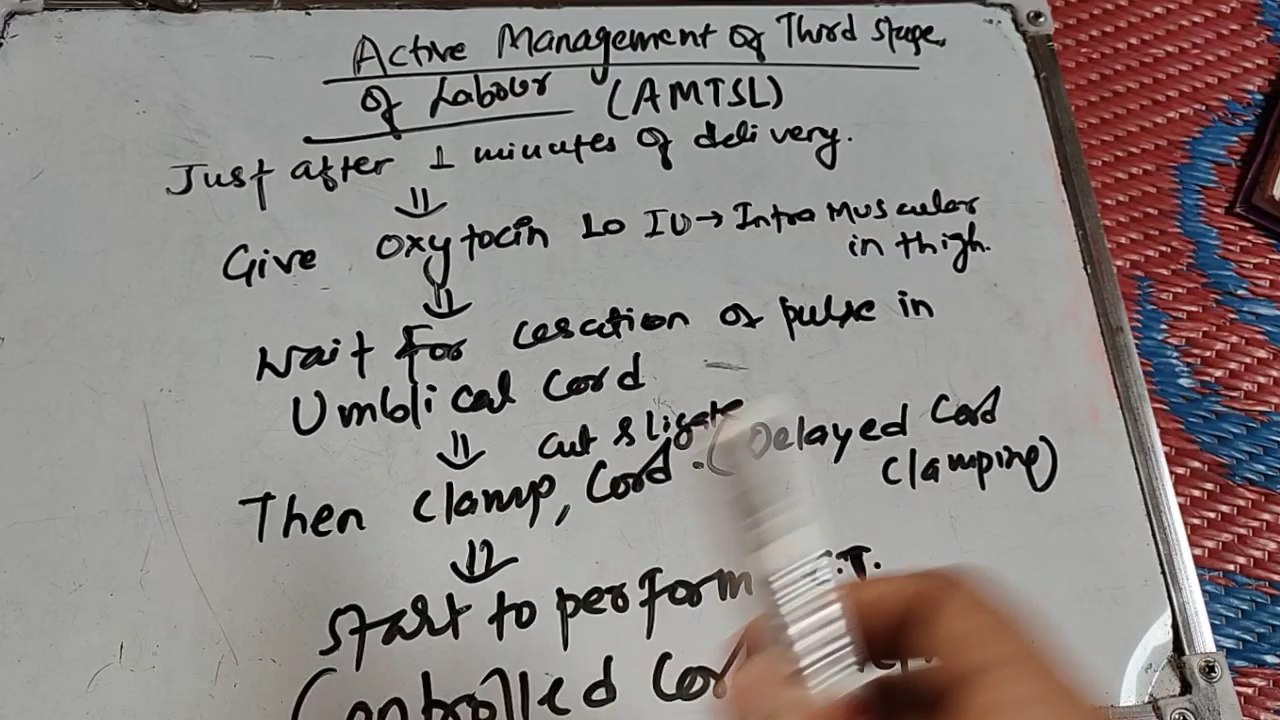 Active Management of Third stage
of Labour (AMTSL)
Just after 1 minutes of delivery.
⇓
Give oxytocin 10 IU → Intra Muscular
in thigh.
⇓
Wait For cesation of pulse in
Umblical Cord
⇓ cut & ligate
Then clamp, Cord. (Delayed Cord
clamping)
⇓
Start to perform
Controlled